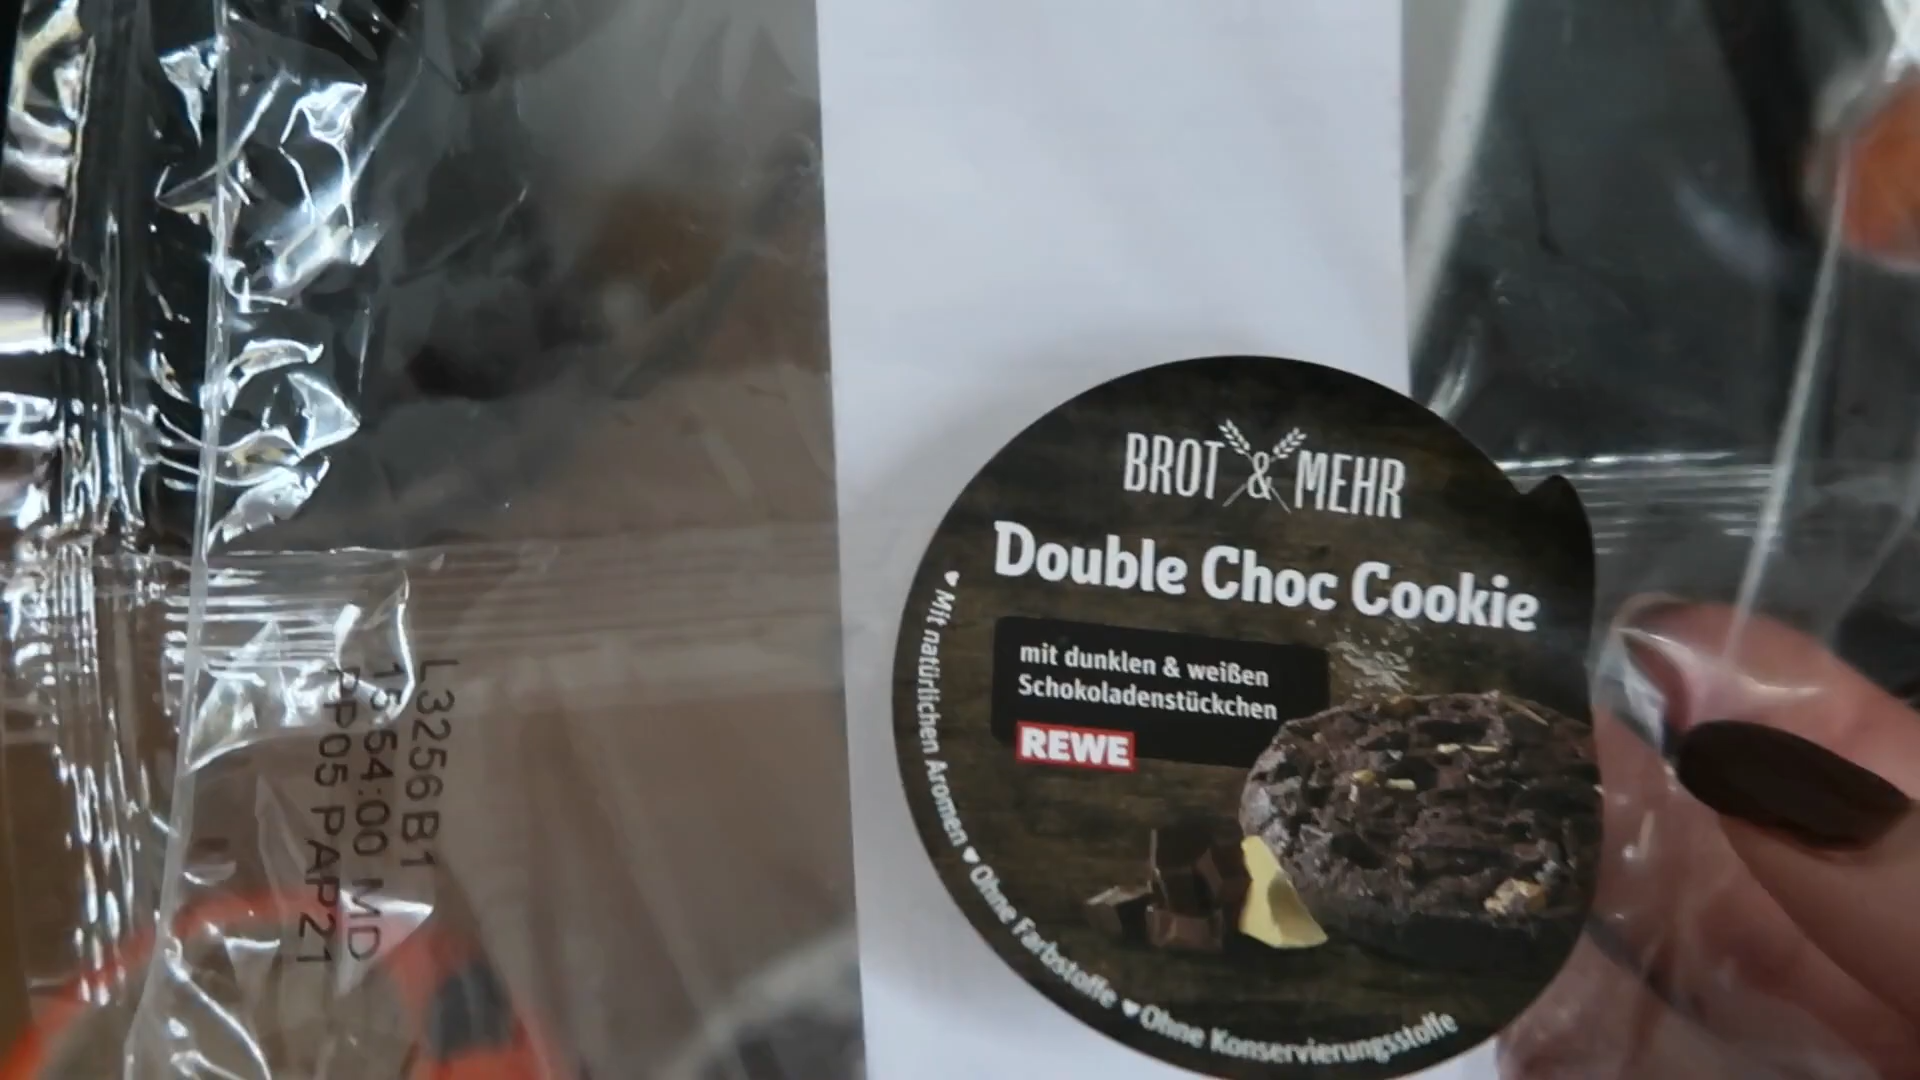 BROT & MEHR
Double Choc Cookie
mit dunklen & weißen
Schokoladenstückchen
REWE
♥ Mit natürlichen Aromen ♥ Ohne Farbstoffe ♥ Ohne Konservierungsstoffe
L3256B1
15:54:00 MD
PP05 PAP21